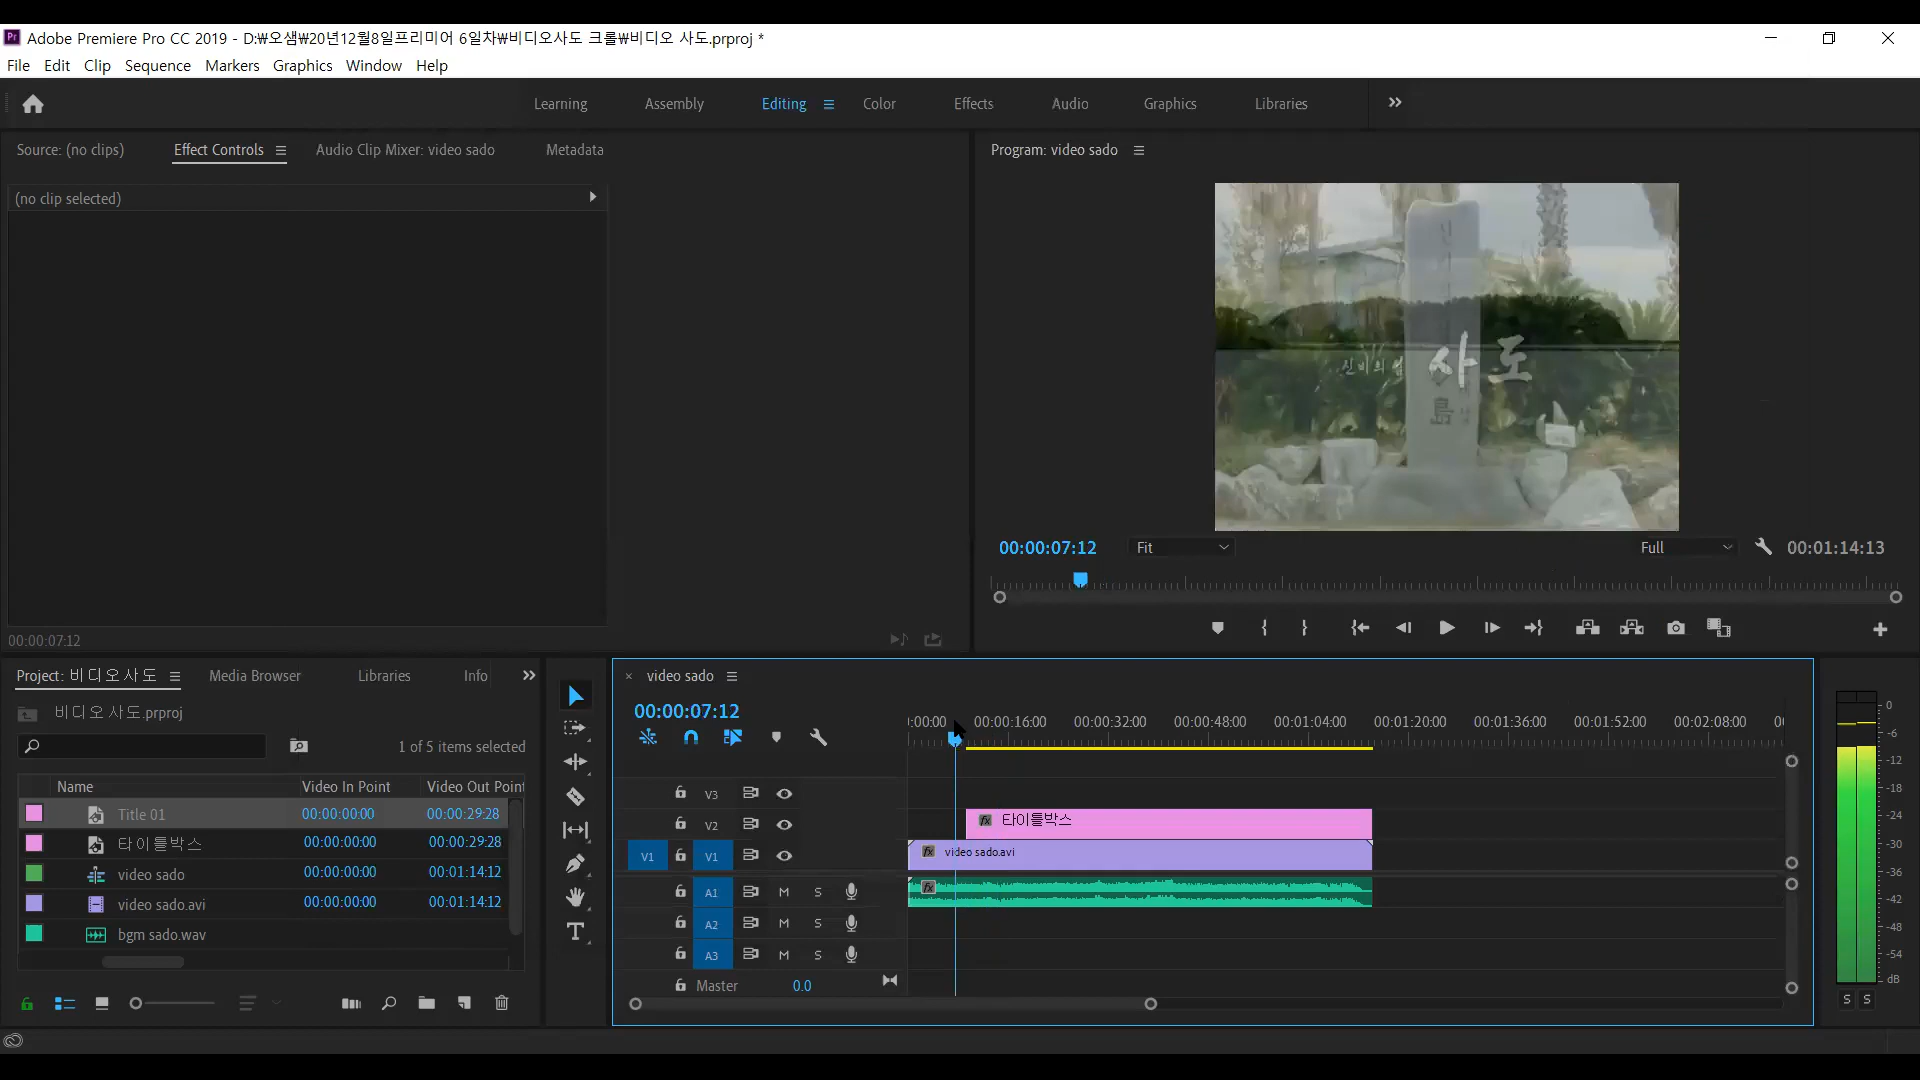 Adobe Premiere Pro CC 2019 - D:₩오샘₩20년12월8일프리미어 6일차₩비디오사도 크롤₩비디오 사도.prproj *
File Edit Clip Sequence Markers Graphics Window Help
Learning Assembly Editing Color Effects Audio Graphics Libraries
Source: (no clips) Effect Controls Audio Clip Mixer: video sado Metadata
Program: video sado
(no clip selected)
신비의 섬 사도
島
00:00:07:12 Fit Full 00:01:14:13
00:00:07:12
Project: 비디오사도 Media Browser Libraries Info
비디오 사도.prproj
1 of 5 items selected
Name Video In Point Video Out Point
Title 01 00:00:00:00 00:00:29:28
타이틀박스 00:00:00:00 00:00:29:28
video sado 00:00:00:00 00:01:14:12
video sado.avi 00:00:00:00 00:01:14:12
bgm sado.wav
T
× video sado
00:00:07:12
:00:00 00:00:16:00 00:00:32:00 00:00:48:00 00:01:04:00 00:01:20:00 00:01:36:00 00:01:52:00 00:02:08:00
V3
V2 fx 타이틀박스
V1 V1 fx video sado.avi
A1 M S fx
A2 M S
A3 M S
Master 0.0
0
-6
-12
-18
-24
-30
-36
-42
-48
-54
dB
S S